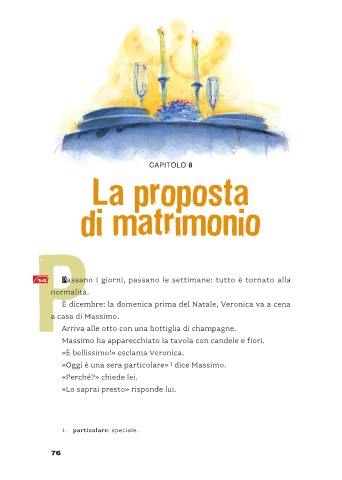 CAPITOLO 8
La proposta
di matrimonio
Passano i giorni, passano le settimane: tutto è tornato alla
normalità.
È dicembre: la domenica prima del Natale, Veronica va a cena
a casa di Massimo.
Arriva alle otto con una bottiglia di champagne.
Massimo ha apparecchiato la tavola con candele e fiori.
«È bellissimo!» esclama Veronica.
«Oggi è una sera particolare» 1 dice Massimo.
«Perché?» chiede lei.
«Lo saprai presto» risponde lui.
1. particolare: speciale.
76